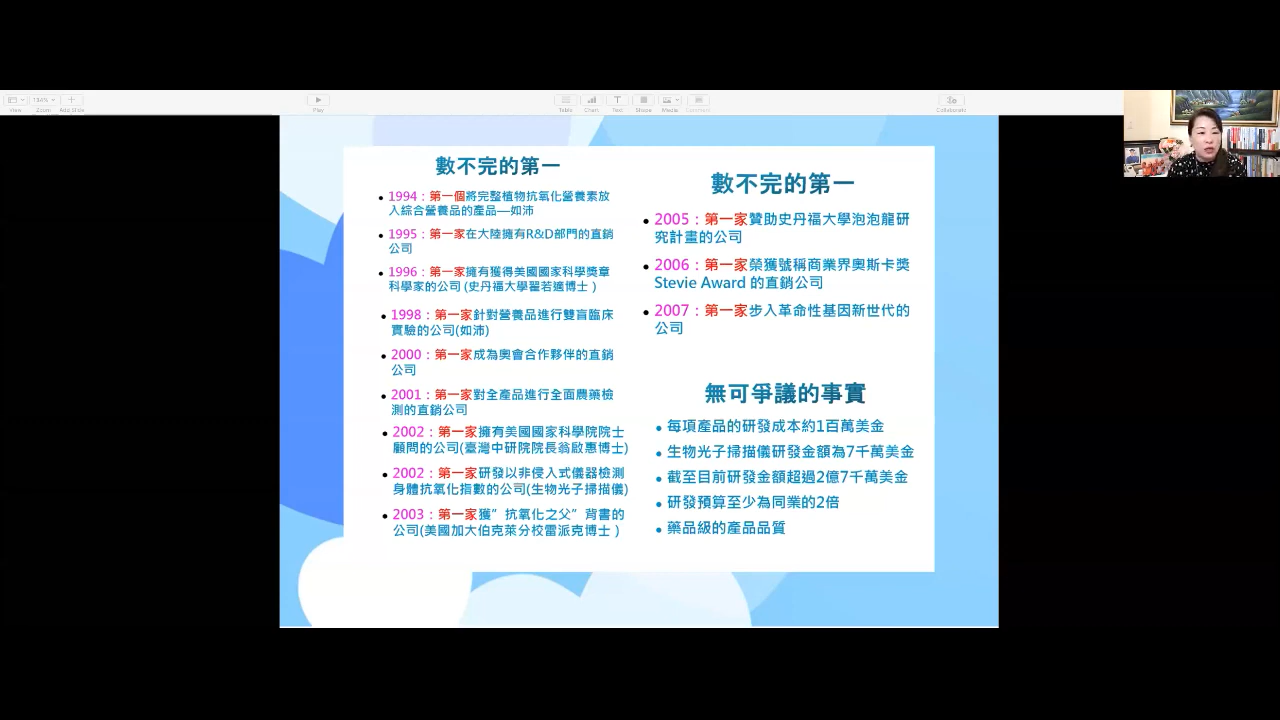 134%
View
Zoom
Add Slide
Play
Table
Chart
Text
Shape
Media
Comment
Collaborate
數不完的第一
1994：第一個將完整植物抗氧化營養素放
入綜合營養品的產品—如沛
1995：第一家在大陸擁有R&D部門的直銷
公司
1996：第一家擁有獲得美國國家科學獎章
科學家的公司 (史丹福大學翟若適博士 )
1998：第一家針對營養品進行雙盲臨床
實驗的公司(如沛)
2000：第一家成為奧會合作夥伴的直銷
公司
2001：第一家對全產品進行全面農藥檢
測的直銷公司
2002：第一家擁有美國國家科學院院士
顧問的公司(臺灣中研院院長翁啟惠博士)
2002：第一家研發以非侵入式儀器檢測
身體抗氧化指數的公司(生物光子掃描儀)
2003：第一家獲”抗氧化之父”背書的
公司(美國加大伯克萊分校雷派克博士 )
數不完的第一
2005：第一家贊助史丹福大學泡泡龍研
究計畫的公司
2006：第一家榮獲號稱商業界奧斯卡獎
Stevie Award 的直銷公司
2007：第一家步入革命性基因新世代的
公司
無可爭議的事實
每項產品的研發成本約1百萬美金
生物光子掃描儀研發金額為7千萬美金
截至目前研發金額超過2億7千萬美金
研發預算至少為同業的2倍
藥品級的產品品質